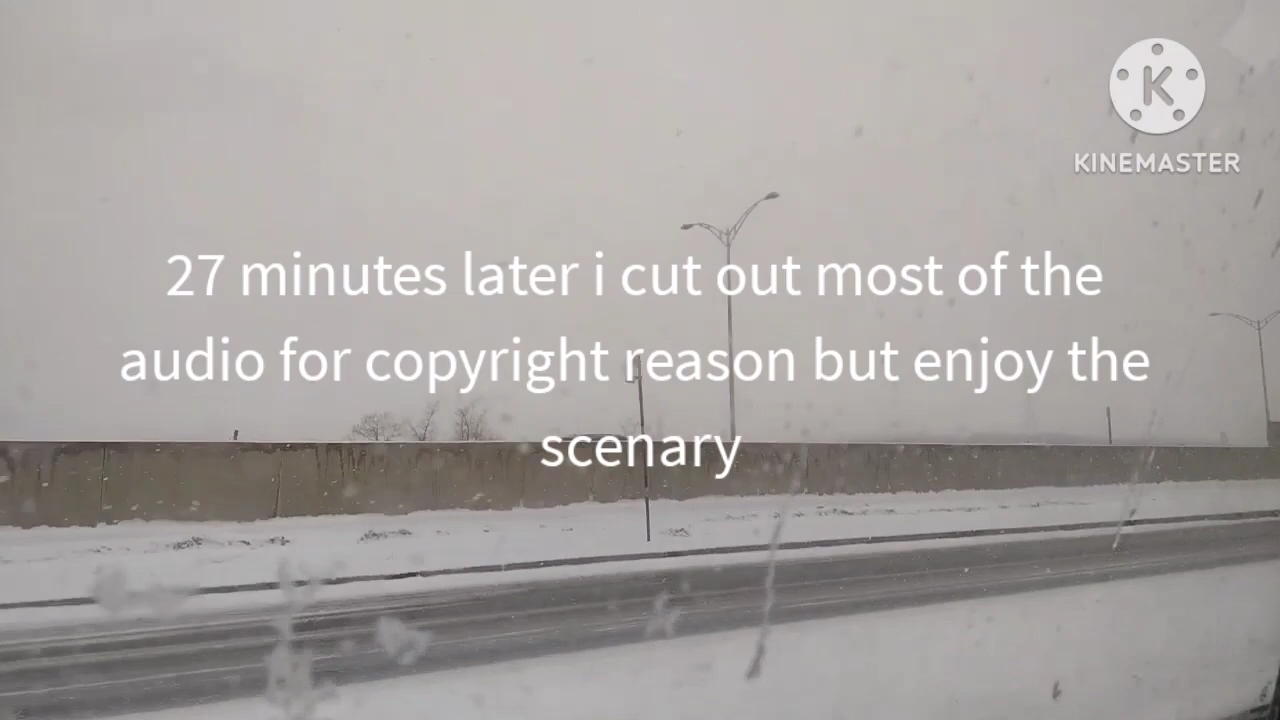 K
KINEMASTER
27 minutes later i cut out most of the
audio for copyright reason but enjoy the
scenary